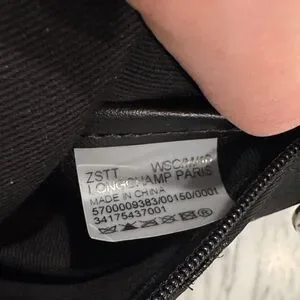 ZSTT
LONGCHAMP PARIS
MADE IN CHINA
5700009383/00150/0001
34175437001